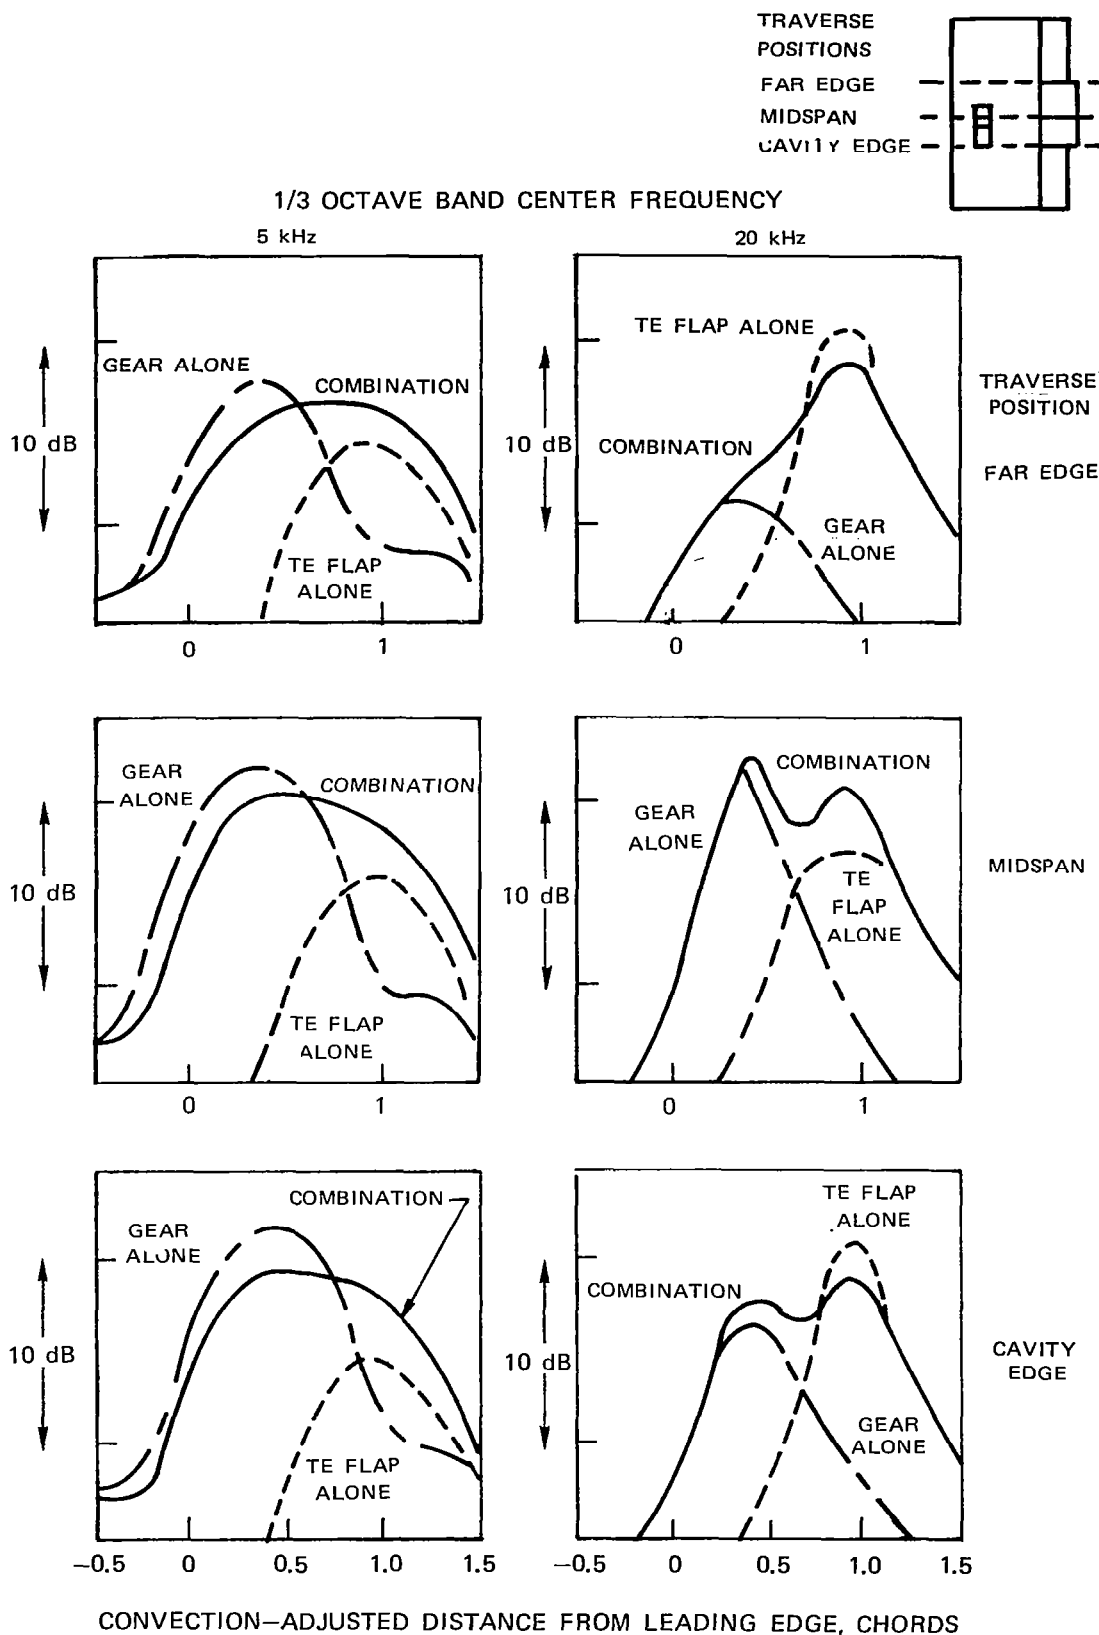 TRAVERSE
POSITIONS
FAR EDGE
MIDSPAN
CAVITY EDGE
1/3 OCTAVE BAND CENTER FREQUENCY
5 kHz
20 kHz
GEAR ALONE
COMBINATION
10 dB
TE FLAP
ALONE
0
1
TE FLAP ALONE
COMBINATION
10 dB
GEAR
ALONE
0
1
TRAVERSE
POSITION
FAR EDGE
GEAR
ALONE
COMBINATION
10 dB
TE FLAP
ALONE
0
1
COMBINATION
GEAR
ALONE
10 dB
TE
FLAP
ALONE
0
1
MIDSPAN
COMBINATION
GEAR
ALONE
10 dB
TE FLAP
ALONE
−0.5
0
0.5
1.0
1.5
TE FLAP
ALONE
COMBINATION
10 dB
GEAR
ALONE
−0.5
0
0.5
1.0
1.5
CAVITY
EDGE
CONVECTION—ADJUSTED DISTANCE FROM LEADING EDGE, CHORDS